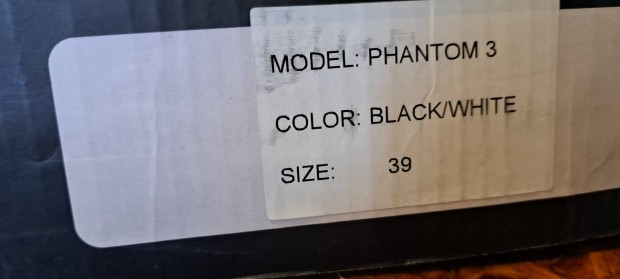 MODEL: PHANTOM 3
COLOR: BLACK/WHITE
SIZE: 39